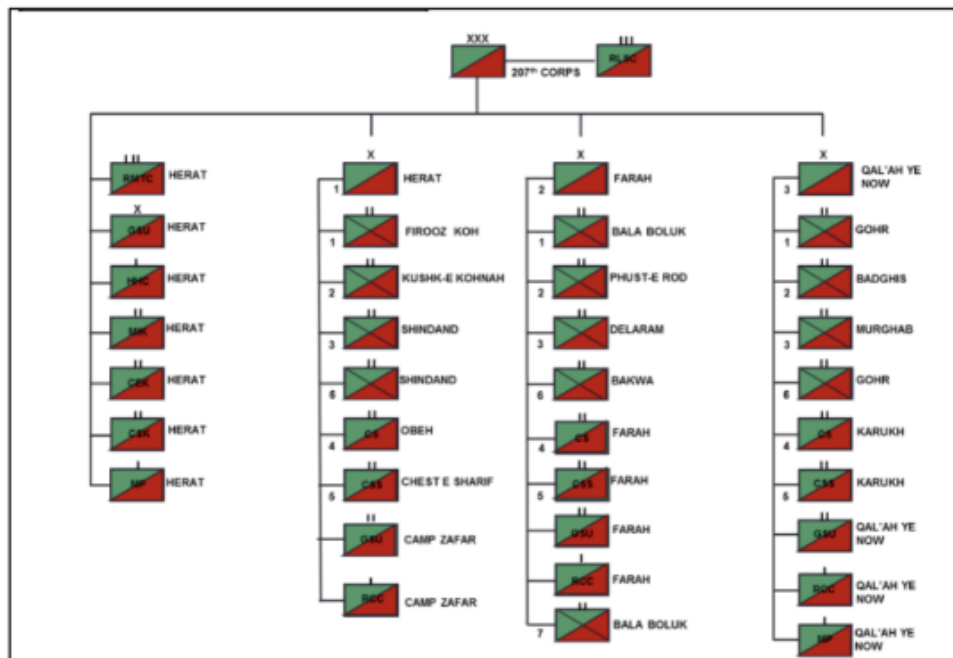 XXX
III
RLSC
207th CORPS
III
RMTC HERAT
X
GSU HERAT
I
HHC HERAT
II
MIK HERAT
II
CEK HERAT
II
CSK HERAT
I
MP HERAT
X
1 HERAT
II
1 FIROOZ KOH
II
2 KUSHK-E KOHNAH
II
3 SHINDAND
II
6 SHINDAND
II
4 CS OBEH
II
5 CSS CHEST E SHARIF
II
GSU CAMP ZAFAR
I
RCC CAMP ZAFAR
X
2 FARAH
II
1 BALA BOLUK
II
2 PHUST-E ROD
II
3 DELARAM
II
6 BAKWA
II
4 CS FARAH
II
5 CSS FARAH
II
GSU FARAH
I
RCC FARAH
II
7 BALA BOLUK
X
3 QAL'AH YE
NOW
II
1 GOHR
II
2 BADGHIS
II
3 MURGHAB
II
6 GOHR
II
4 CS KARUKH
II
5 CSS KARUKH
II
GSU QAL'AH YE
NOW
I
RCC QAL'AH YE
NOW
I
MP QAL'AH YE
NOW